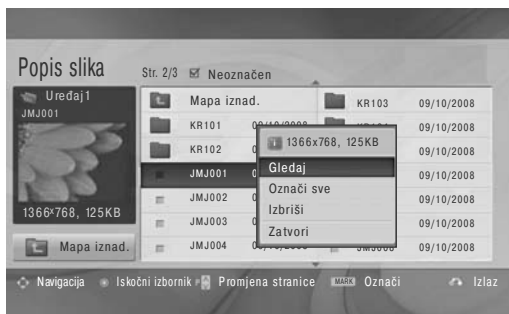 Popis slika
Str. 2/3 Neoznačen
Uređaj1
JMJ001
1366x768, 125KB
Mapa iznad.
Mapa iznad.
KR101
KR102
JMJ001
JMJ002
JMJ003
JMJ004
KR103 09/10/2008
09/10/2008
09/10/2008
09/10/2008
09/10/2008
09/10/2008
09/10/2008
1366x768, 125KB
Gledaj
Označi sve
Izbriši
Zatvori
Navigacija Iskočni izbornik Promjena stranice MARK Označi Izlaz